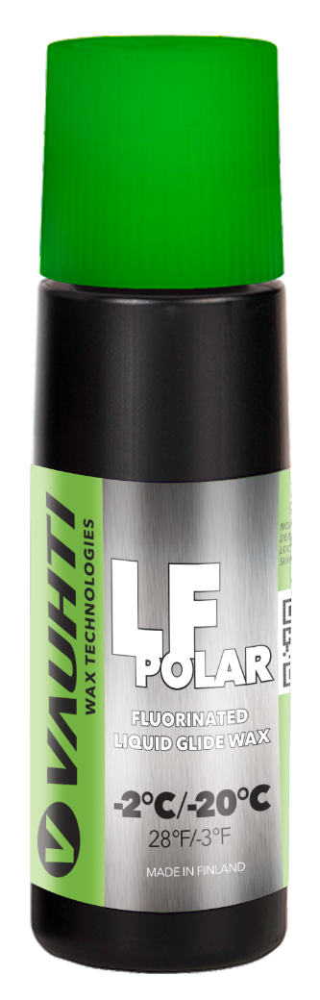 VAUHTI
WAX TECHNOLOGIES
LF
POLAR
FLUORINATED
LIQUID GLIDE WAX
-2°C/-20°C
28°F/-3°F
MADE IN FINLAND